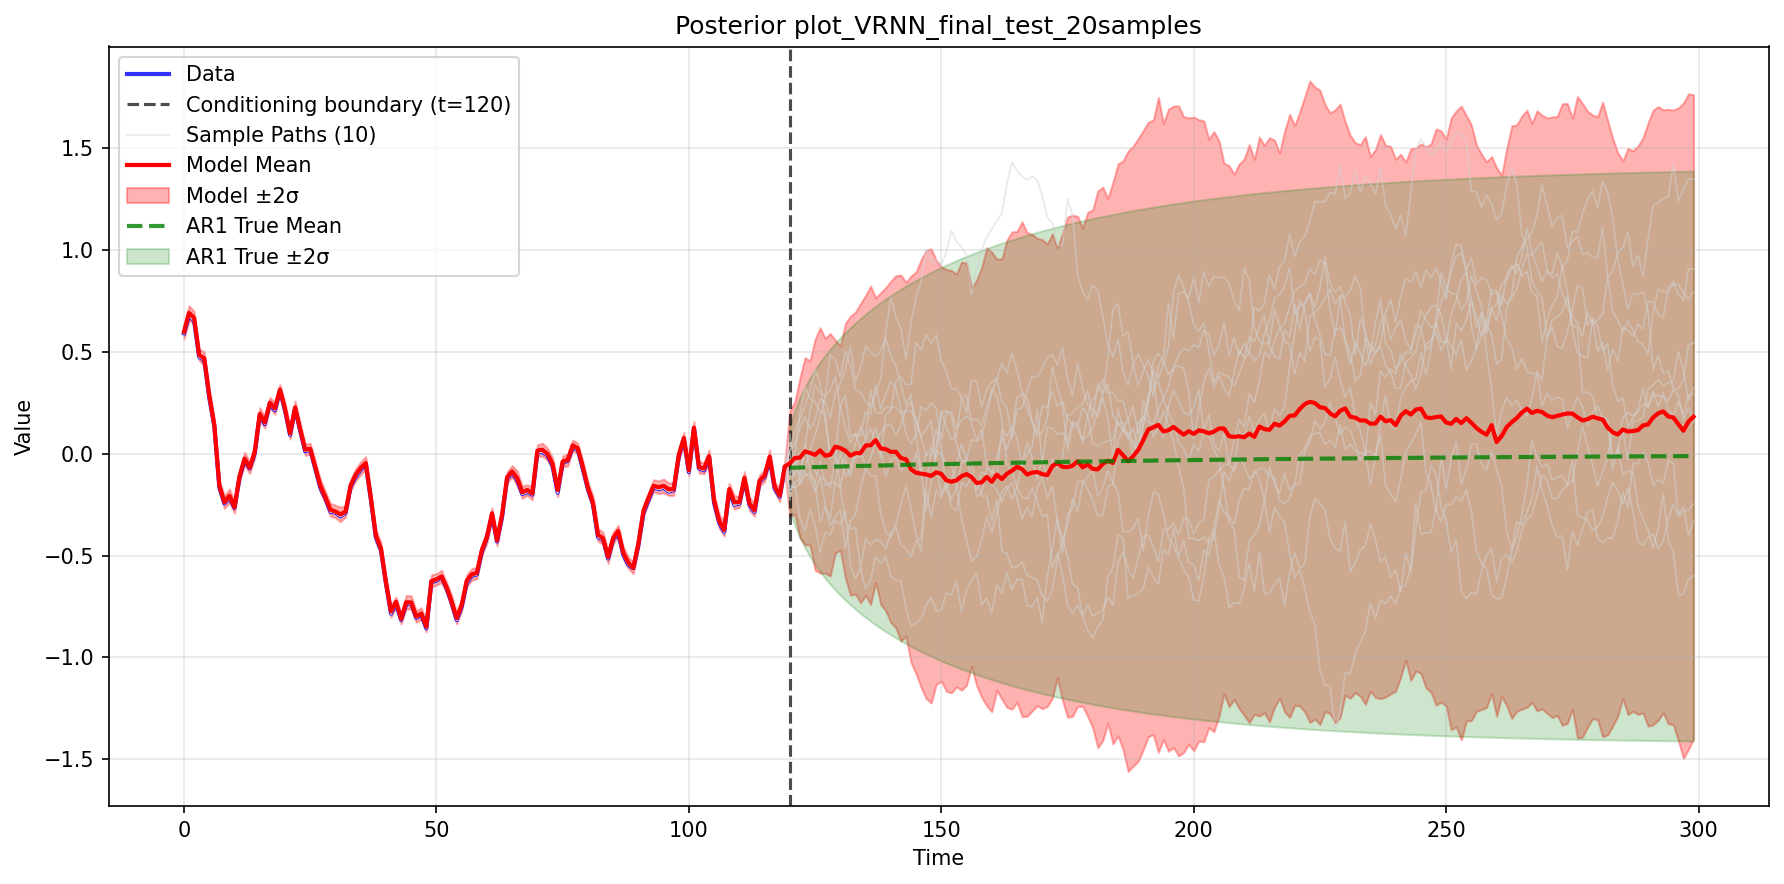 Posterior plot_VRNN_final_test_20samples
Data
Conditioning boundary (t=120)
Sample Paths (10)
Model Mean
Model ±2σ
AR1 True Mean
AR1 True ±2σ
Value
1.5
1.0
0.5
0.0
−0.5
−1.0
−1.5
0 50 100 150 200 250 300
Time